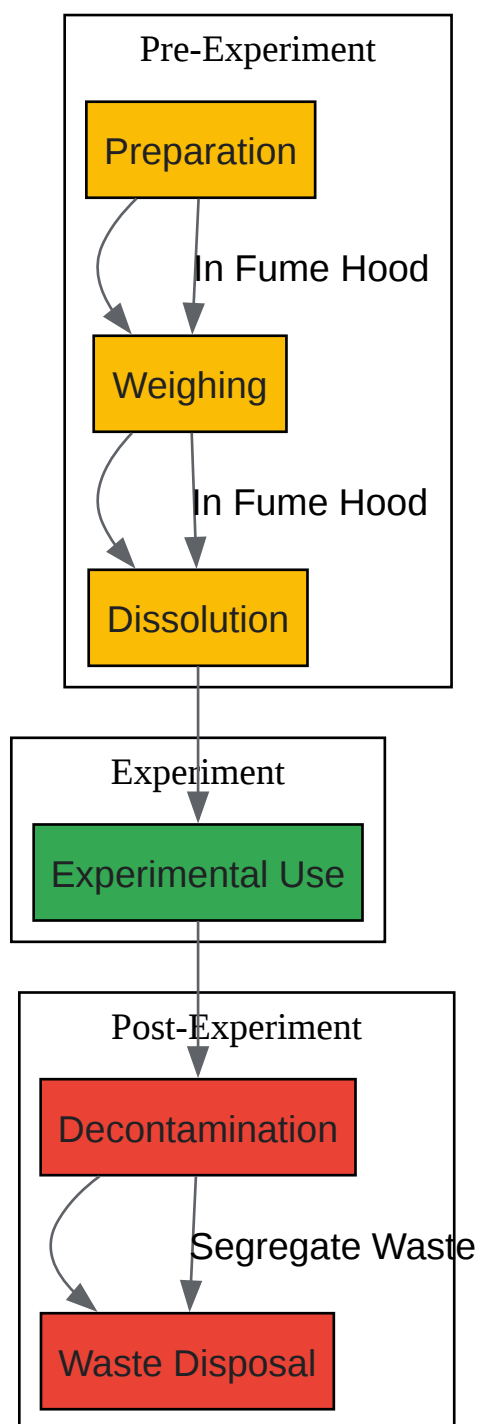 Pre-Experiment
Preparation
In Fume Hood
Weighing
In Fume Hood
Dissolution
Experiment
Experimental Use
Post-Experiment
Decontamination
Segregate Waste
Waste Disposal